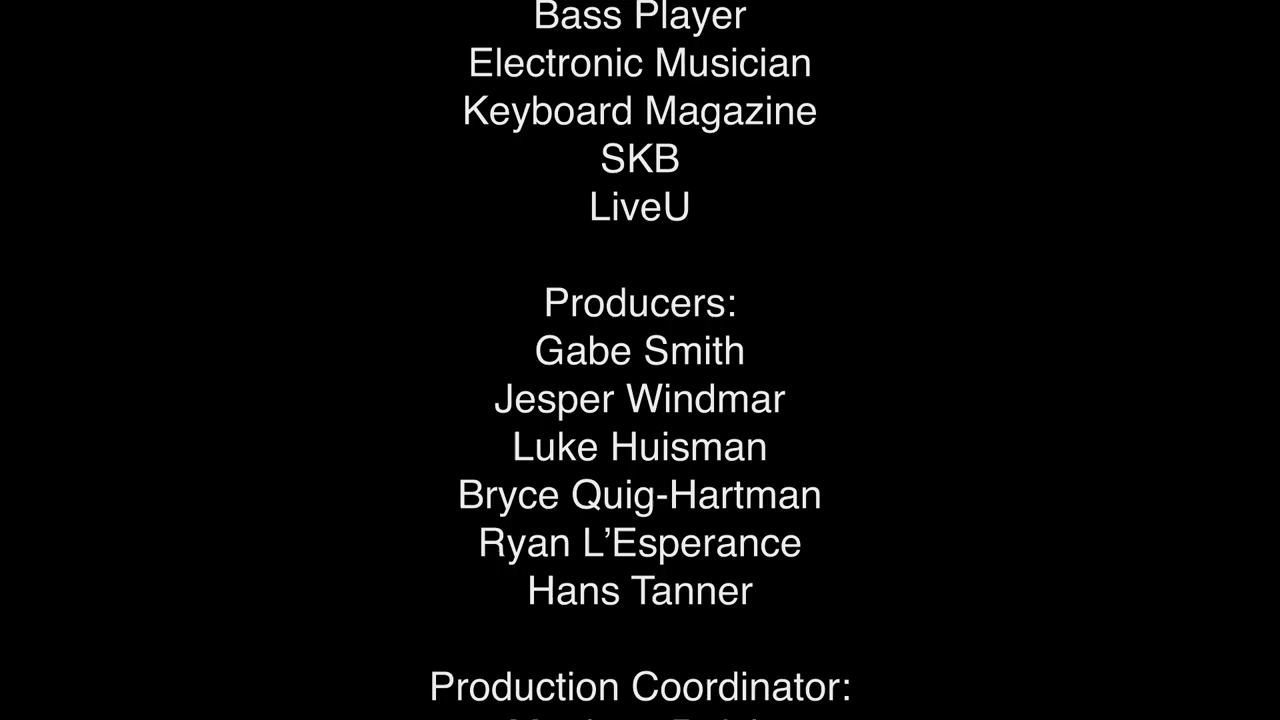 Bass Player
Electronic Musician
Keyboard Magazine
SKB
LiveU
Producers:
Gabe Smith
Jesper Windmar
Luke Huisman
Bryce Quig-Hartman
Ryan L’Esperance
Hans Tanner
Production Coordinator: